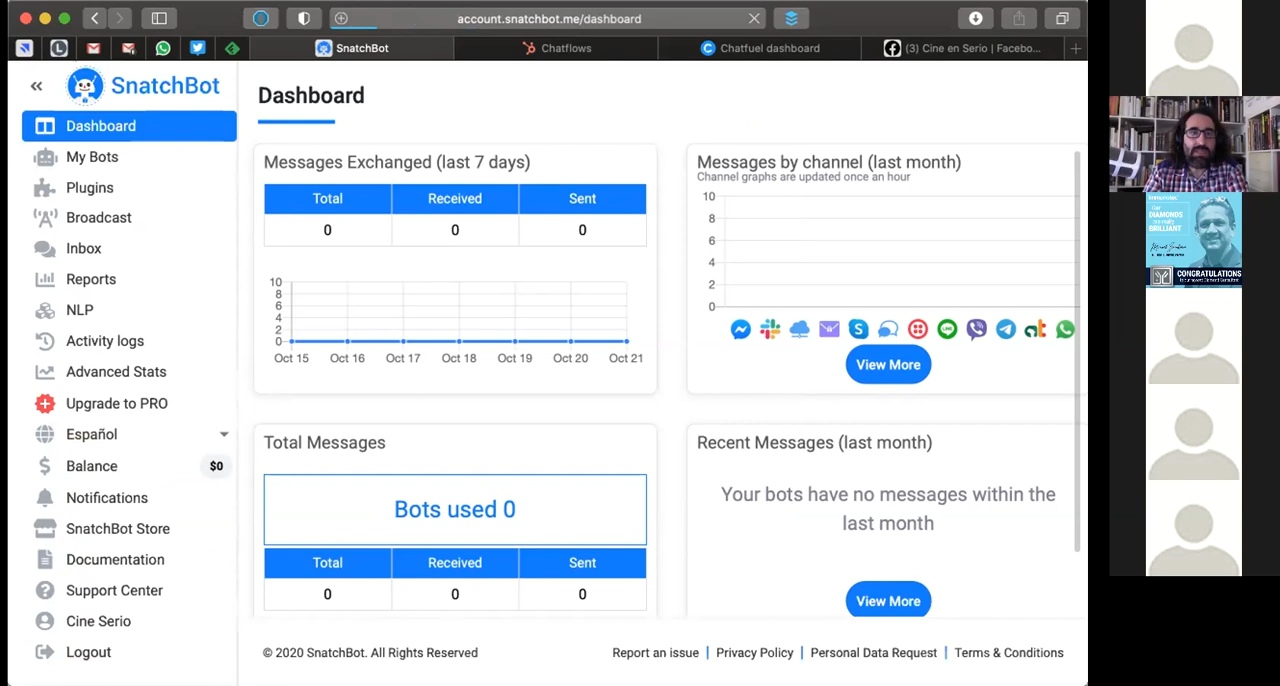 account.snatchbot.me/dashboard
SnatchBot
Chatflows
Chatfuel dashboard
(3) Cine en Serio | Facebo...
SnatchBot
Dashboard
My Bots
Plugins
Broadcast
Inbox
Reports
NLP
Activity logs
Advanced Stats
Upgrade to PRO
Español
Balance $0
Notifications
SnatchBot Store
Documentation
Support Center
Cine Serio
Logout
Dashboard
Messages Exchanged (last 7 days)
Total Received Sent
0 0 0
10
8
6
4
2
0
Oct 15 Oct 16 Oct 17 Oct 18 Oct 19 Oct 20 Oct 21
Messages by channel (last month)
Channel graphs are updated once an hour
10
8
6
4
2
0
View More
Total Messages
Bots used 0
Total Received Sent
0 0 0
Recent Messages (last month)
Your bots have no messages within the
last month
View More
© 2020 SnatchBot. All Rights Reserved
Report an issue | Privacy Policy | Personal Data Request | Terms & Conditions
DIAMONDS
BRILLIANT
CONGRATULATIONS